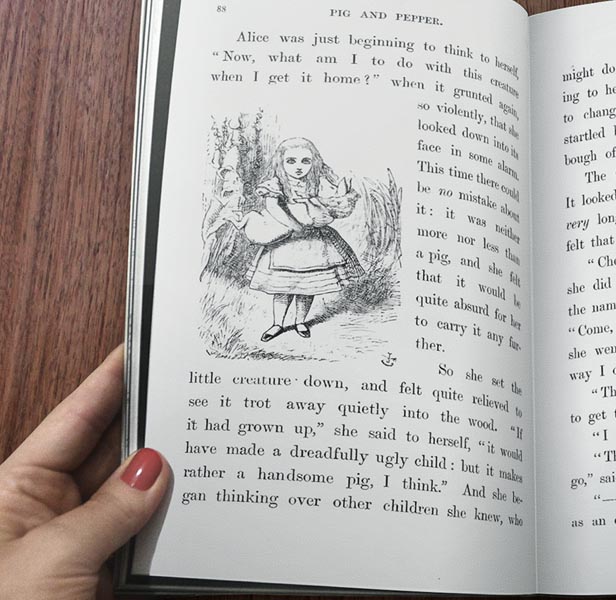 88
PIG AND PEPPER.
Alice was just beginning to think to herself,
“Now, what am I to do with this creature
when I get it home?” when it grunted again,
so violently, that she
looked down into its
face in some alarm.
This time there could
be no mistake about
it: it was neither
more nor less than
a pig, and she felt
that it would be
quite absurd for her
to carry it any fur-
ther.
So she set the
little creature down, and felt quite relieved to
see it trot away quietly into the wood. “If
it had grown up,” she said to herself, “it would
have made a dreadfully ugly child: but it makes
rather a handsome pig, I think.” And she be-
gan thinking over other children she knew, who
might do
ing to he
to chang
startled
bough of
The
It looked
very lon
felt that
“Che
she did
the nam
“Come,
she wen
way I o
“Th
to get t
“I
“Th
go,” sai
“—
as an o